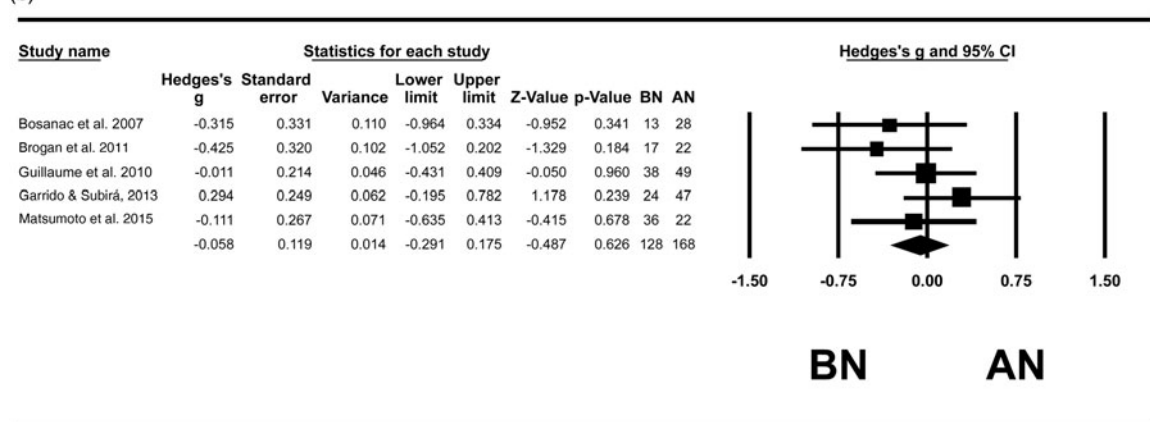 Study name Statistics for each study Hedges's g and 95% CI
Hedges's Standard Lower Upper
g error Variance limit limit Z-Value p-Value BN AN
Bosanac et al. 2007 -0.315 0.331 0.110 -0.964 0.334 -0.952 0.341 13 28
Brogan et al. 2011 -0.425 0.320 0.102 -1.052 0.202 -1.329 0.184 17 22
Guillaume et al. 2010 -0.011 0.214 0.046 -0.431 0.409 -0.050 0.960 38 49
Garrido & Subirá, 2013 0.294 0.249 0.062 -0.195 0.782 1.178 0.239 24 47
Matsumoto et al. 2015 -0.111 0.267 0.071 -0.635 0.413 -0.415 0.678 36 22
-0.058 0.119 0.014 -0.291 0.175 -0.487 0.626 128 168
-1.50 -0.75 0.00 0.75 1.50
BN AN